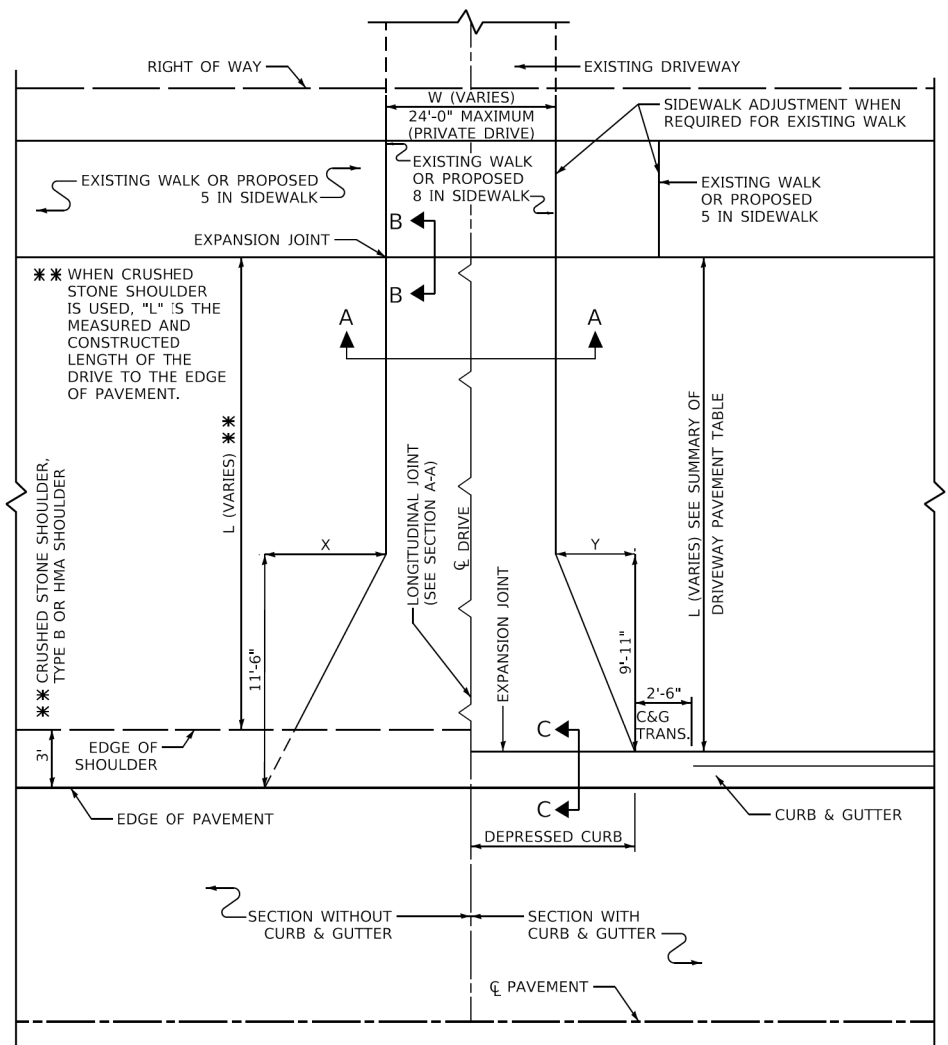 RIGHT OF WAY
EXISTING DRIVEWAY
W (VARIES)
24'-0" MAXIMUM
(PRIVATE DRIVE)
SIDEWALK ADJUSTMENT WHEN
REQUIRED FOR EXISTING WALK
EXISTING WALK OR PROPOSED
5 IN SIDEWALK
EXISTING WALK
OR PROPOSED
8 IN SIDEWALK
EXISTING WALK
OR PROPOSED
5 IN SIDEWALK
B
EXPANSION JOINT
B
** WHEN CRUSHED
STONE SHOULDER
IS USED, "L" IS THE
MEASURED AND
CONSTRUCTED
LENGTH OF THE
DRIVE TO THE EDGE
OF PAVEMENT.
A
A
L (VARIES) **
** CRUSHED STONE SHOULDER,
TYPE B OR HMA SHOULDER
LONGITUDINAL JOINT
(SEE SECTION A-A)
℄ DRIVE
L (VARIES) SEE SUMMARY OF
DRIVEWAY PAVEMENT TABLE
X
Y
11'-6"
EXPANSION JOINT
9'-11"
2'-6"
C&G
TRANS.
C
3'
EDGE OF
SHOULDER
C
EDGE OF PAVEMENT
CURB & GUTTER
DEPRESSED CURB
SECTION WITHOUT
CURB & GUTTER
SECTION WITH
CURB & GUTTER
℄ PAVEMENT